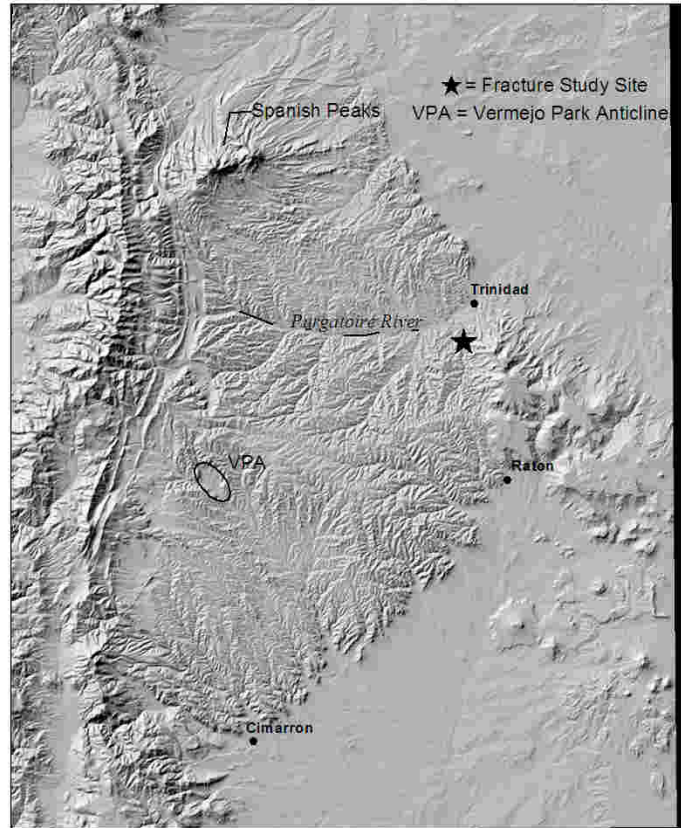 ★ = Fracture Study Site
Spanish Peaks
VPA = Vermejo Park Anticline
Trinidad
Purgatoire River
VPA
Raton
Cimarron